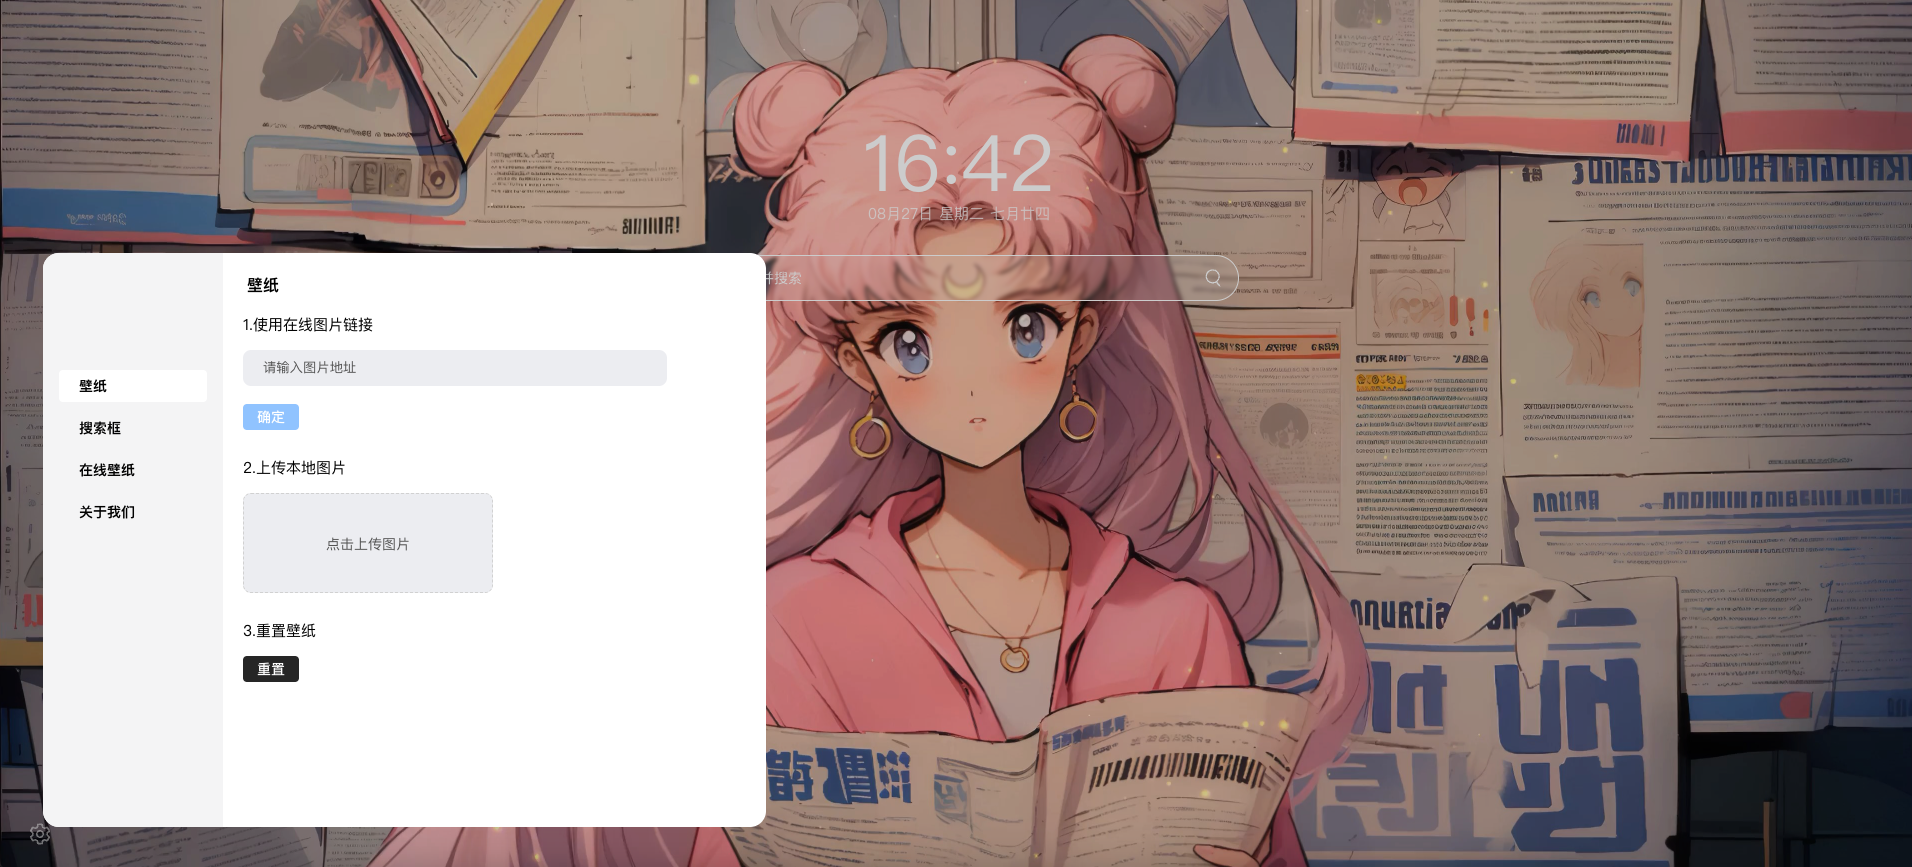 16:42
08月27日 星期二 七月廿四
并搜索
壁纸
搜索框
在线壁纸
关于我们
壁纸
1.使用在线图片链接
请输入图片地址
确定
2.上传本地图片
点击上传图片
3.重置壁纸
重置